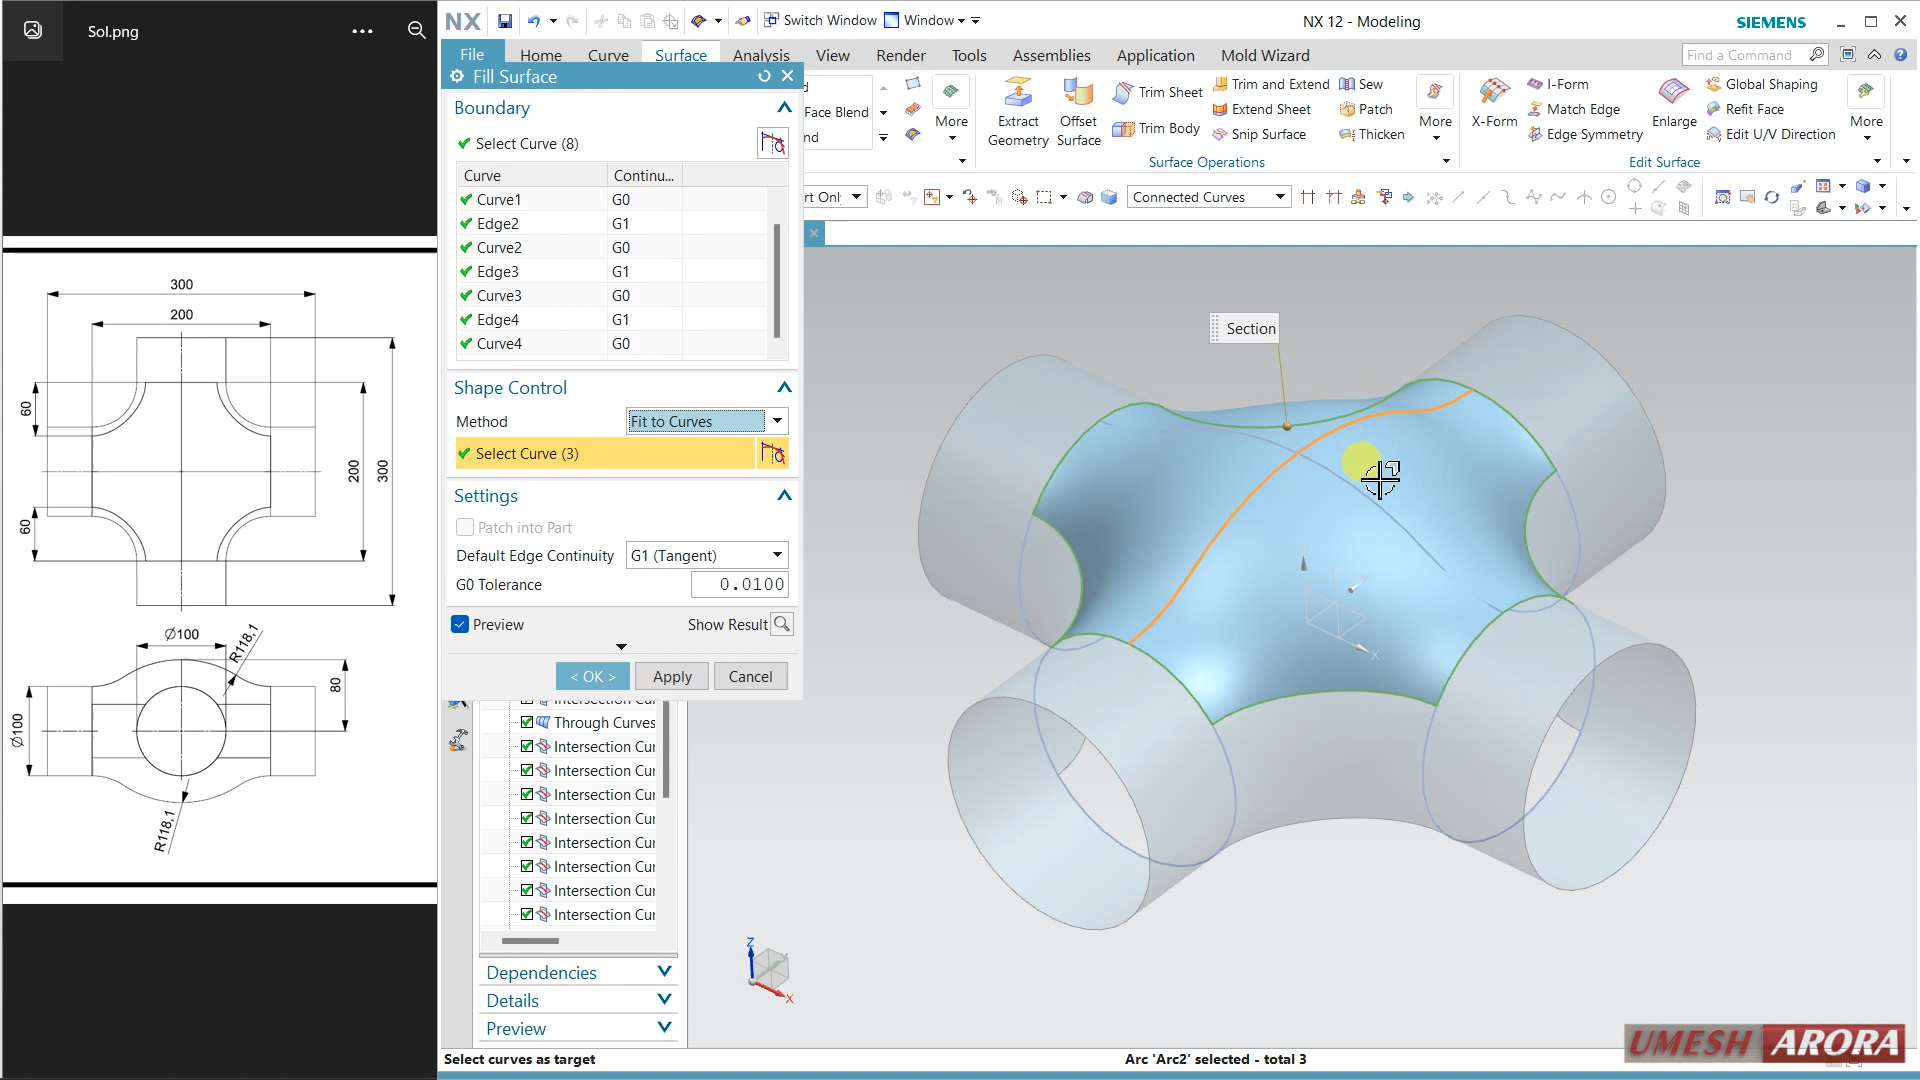 Sol.png
300
200
60
60
200
300
Ø100
R118,1
80
Ø100
R118,1
NX
Switch Window
Window
NX 12 - Modeling
SIEMENS
File
Home
Curve
Surface
Analysis
View
Render
Tools
Assemblies
Application
Mold Wizard
Find a Command
Fill Surface
Boundary
Select Curve (8)
Curve
Continu...
Curve1 G0
Edge2 G1
Curve2 G0
Edge3 G1
Curve3 G0
Edge4 G1
Curve4 G0
Shape Control
Method
Fit to Curves
Select Curve (3)
Settings
Patch into Part
Default Edge Continuity
G1 (Tangent)
G0 Tolerance
0.0100
Preview
Show Result
< OK >
Apply
Cancel
Face Blend
More
Extract Geometry
Offset Surface
Trim Sheet
Trim Body
Trim and Extend
Extend Sheet
Snip Surface
Sew
Patch
Thicken
More
Surface Operations
X-Form
I-Form
Match Edge
Edge Symmetry
Enlarge
Global Shaping
Refit Face
Edit U/V Direction
More
Edit Surface
Connected Curves
Section
X
Through Curves
Intersection Cur
Intersection Cur
Intersection Cur
Intersection Cur
Intersection Cur
Intersection Cur
Intersection Cur
Intersection Cur
Dependencies
Details
Preview
Z
X
Select curves as target
Arc 'Arc2' selected - total 3
UMESH ARORA